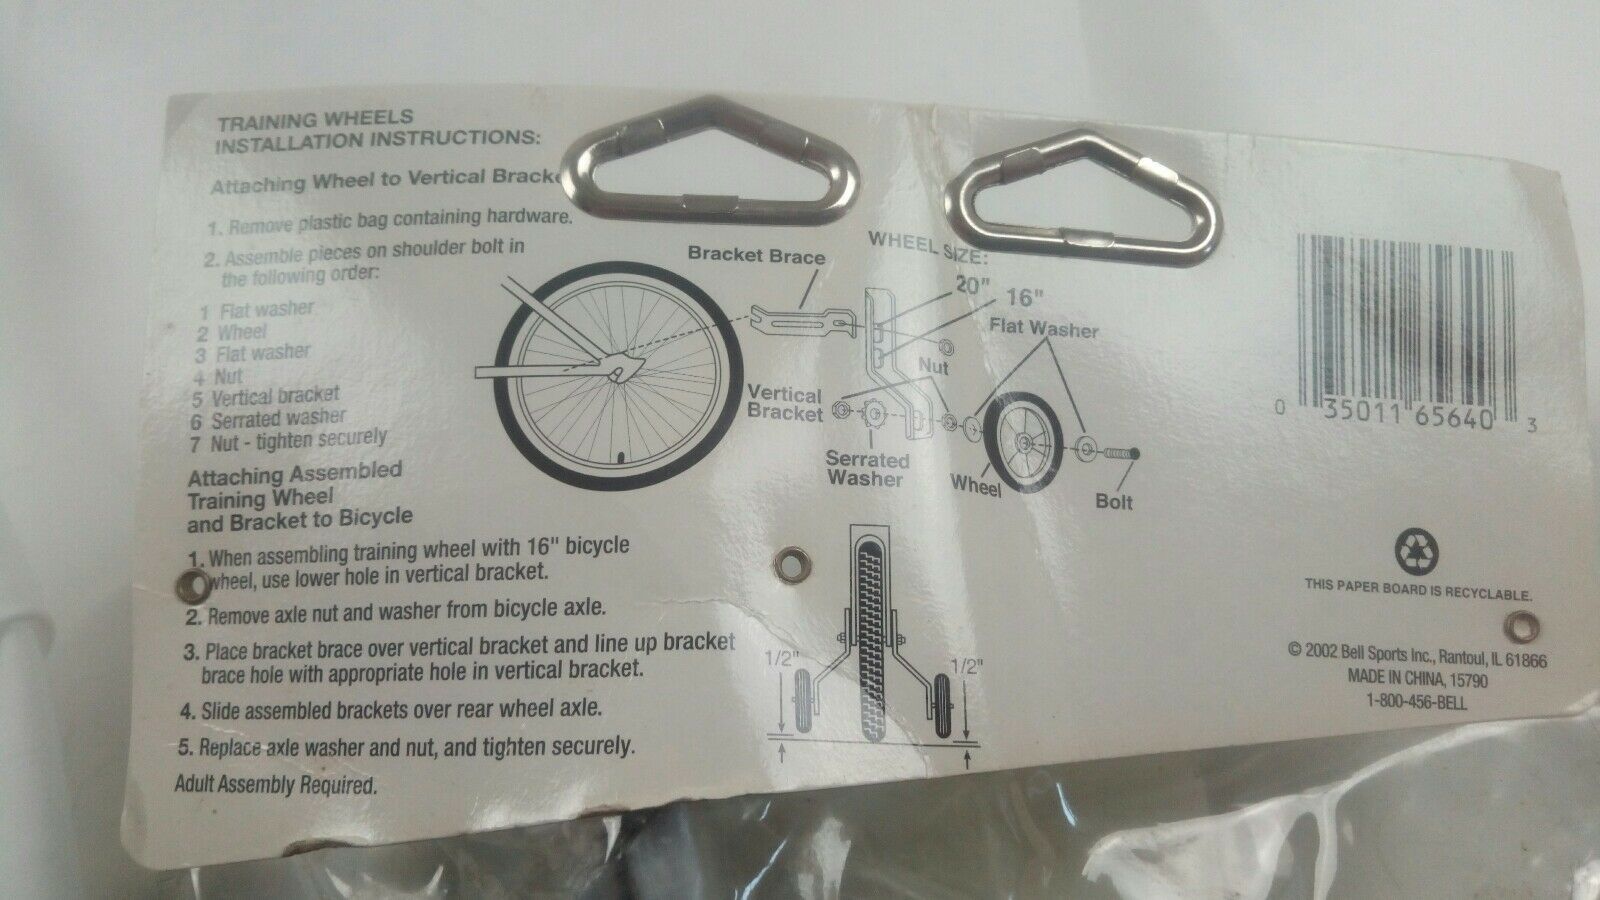 TRAINING WHEELS
INSTALLATION INSTRUCTIONS:
Attaching Wheel to Vertical Bracke
1. Remove plastic bag containing hardware.
2. Assemble pieces on shoulder bolt in
the following order:
1 Flat washer
2 Wheel
3 Flat washer
4 Nut
5 Vertical bracket
6 Serrated washer
7 Nut - tighten securely
Attaching Assembled
Training Wheel
and Bracket to Bicycle
1. When assembling training wheel with 16" bicycle
wheel, use lower hole in vertical bracket.
2. Remove axle nut and washer from bicycle axle.
3. Place bracket brace over vertical bracket and line up bracket
brace hole with appropriate hole in vertical bracket.
4. Slide assembled brackets over rear wheel axle.
5. Replace axle washer and nut, and tighten securely.
Adult Assembly Required.
Bracket Brace
WHEEL SIZE:
20"
16"
Flat Washer
Nut
Vertical
Bracket
Serrated
Washer
Wheel
Bolt
1/2"
1/2"
0 35011 65640 3
THIS PAPER BOARD IS RECYCLABLE.
© 2002 Bell Sports Inc., Rantoul, IL 61866
MADE IN CHINA, 15790
1-800-456-BELL